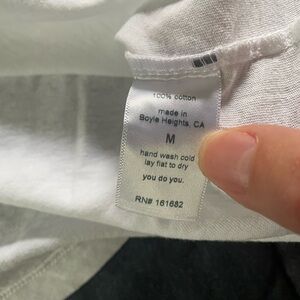 100% cotton
made in
Boyle Heights, CA
M
hand wash cold
lay flat to dry
you do you.
RN# 161682